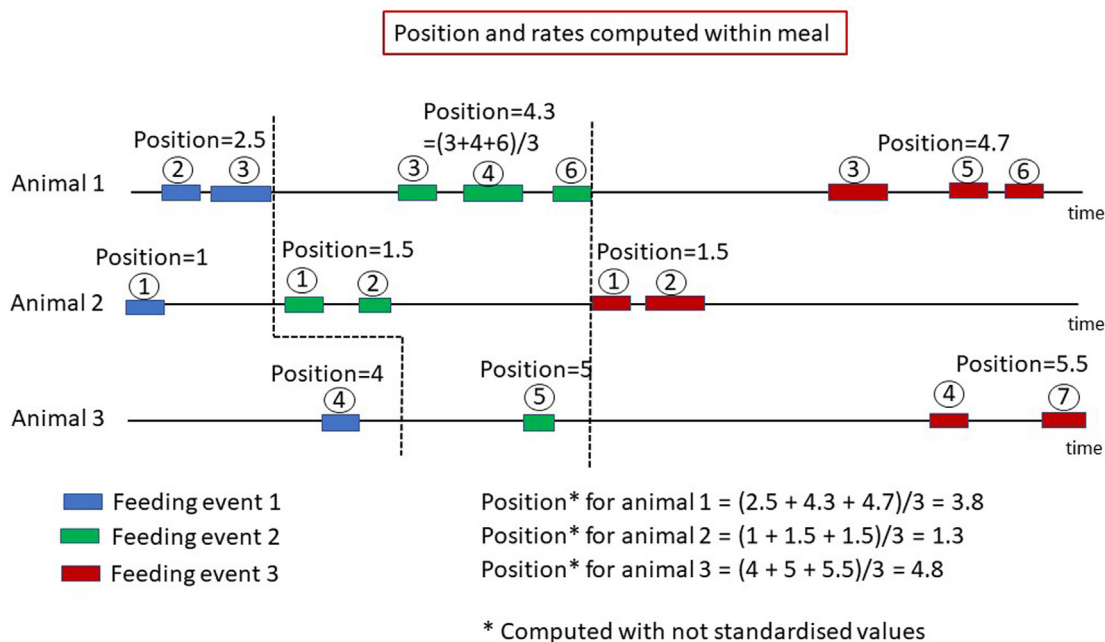 Position and rates computed within meal
Position=2.5
Position=4.3
=(3+4+6)/3
Position=4.7
2 3 3 4 6 3 5 6
Animal 1
time
Position=1
Position=1.5
Position=1.5
1 1 2 1 2
Animal 2
time
Position=4
Position=5
Position=5.5
4 5 4 7
Animal 3
time
Feeding event 1
Feeding event 2
Feeding event 3
Position* for animal 1 = (2.5 + 4.3 + 4.7)/3 = 3.8
Position* for animal 2 = (1 + 1.5 + 1.5)/3 = 1.3
Position* for animal 3 = (4 + 5 + 5.5)/3 = 4.8
* Computed with not standardised values